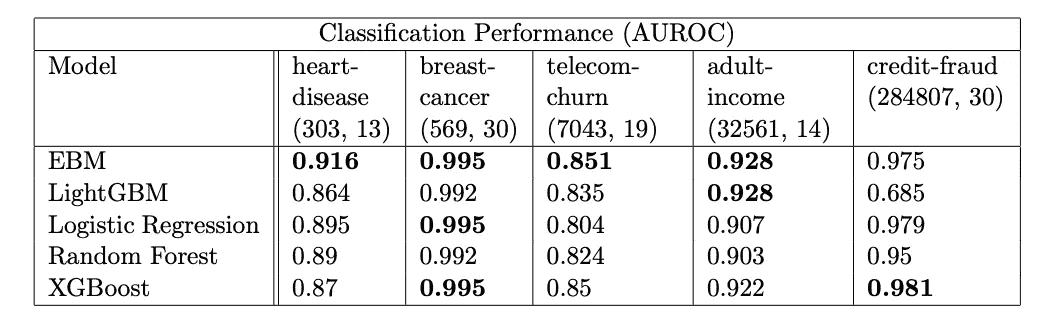 Classification Performance (AUROC)
Model heart- breast- telecom- adult- credit-fraud
disease cancer churn income (284807, 30)
(303, 13) (569, 30) (7043, 19) (32561, 14)
EBM 0.916 0.995 0.851 0.928 0.975
LightGBM 0.864 0.992 0.835 0.928 0.685
Logistic Regression 0.895 0.995 0.804 0.907 0.979
Random Forest 0.89 0.992 0.824 0.903 0.95
XGBoost 0.87 0.995 0.85 0.922 0.981